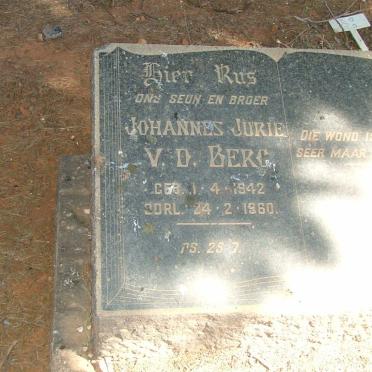 Hier Rus
ONS SEUN EN BROER
JOHANNES JURIE
V. D. BERG
GEB. 1 - 4 - 1942
OORL. 24 - 2 - 1960.
PS. 23 - 7.
DIE WOND
SEER MAAR